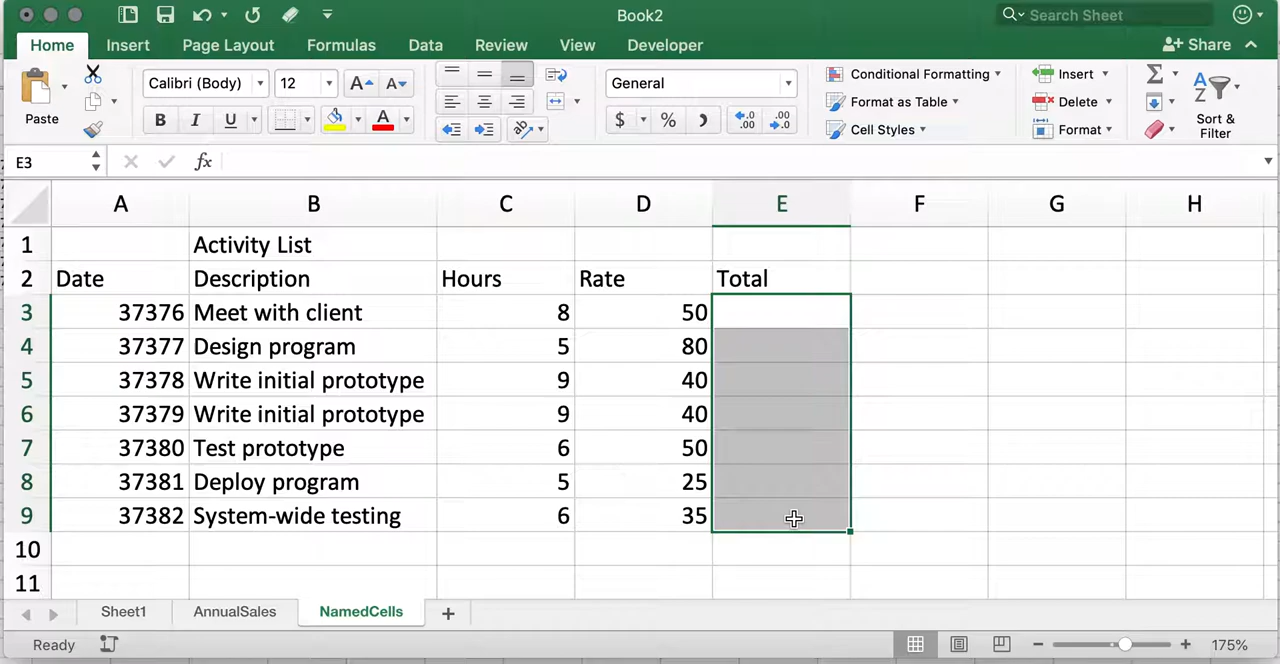 Book2
Search Sheet
Home Insert Page Layout Formulas Data Review View Developer Share
Paste
Calibri (Body) 12 A A
B I U A
General
$ % ) .0 .00 .00 .0
Conditional Formatting
Format as Table
Cell Styles
Insert
Delete
Format
Σ
A Z
Sort &
Filter
E3 fx
A B C D E F G H
1 Activity List
2 Date Description Hours Rate Total
3 37376 Meet with client 8 50
4 37377 Design program 5 80
5 37378 Write initial prototype 9 40
6 37379 Write initial prototype 9 40
7 37380 Test prototype 6 50
8 37381 Deploy program 5 25
9 37382 System-wide testing 6 35
10
11
Sheet1 AnnualSales NamedCells +
Ready 175%